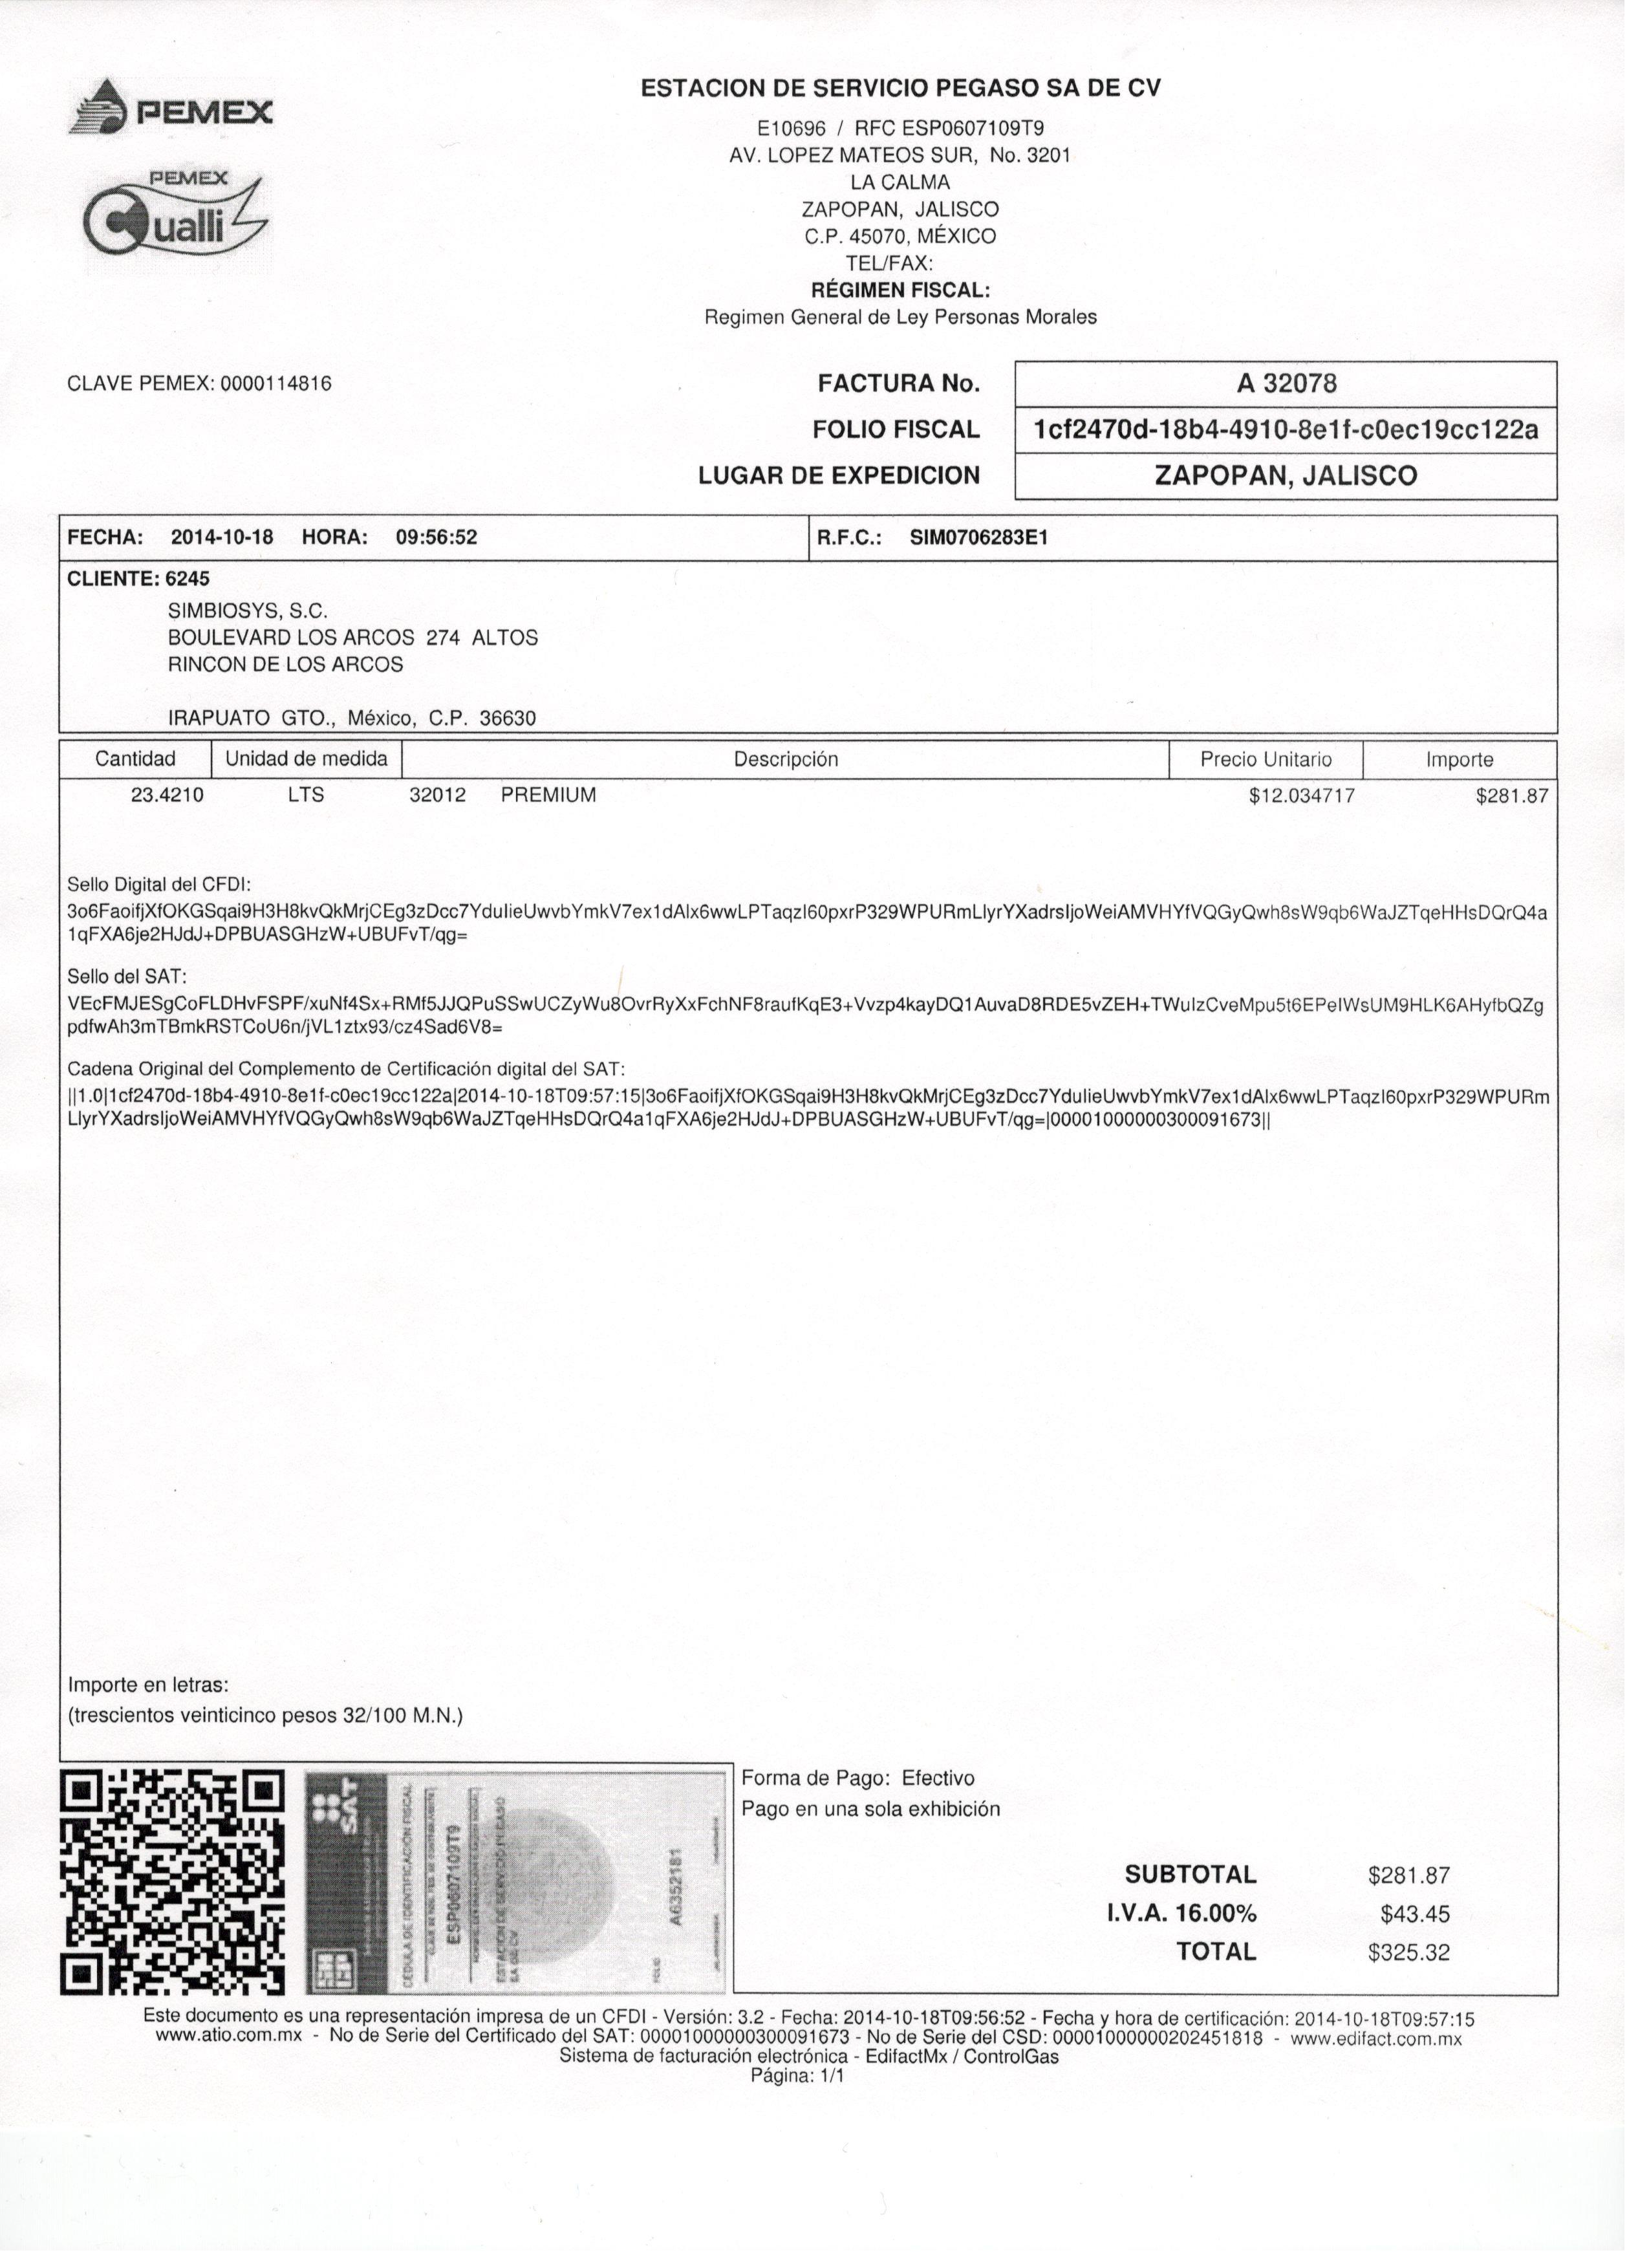 PEMEX
PEMEX
Cualli
ESTACION DE SERVICIO PEGASO SA DE CV
E10696 / RFC ESP0607109T9
AV. LOPEZ MATEOS SUR, No. 3201
LA CALMA
ZAPOPAN, JALISCO
C.P. 45070, MÉXICO
TEL/FAX:
RÉGIMEN FISCAL:
Regimen General de Ley Personas Morales
CLAVE PEMEX: 0000114816
FACTURA No. A 32078
FOLIO FISCAL 1cf2470d-18b4-4910-8e1f-c0ec19cc122a
LUGAR DE EXPEDICION ZAPOPAN, JALISCO
FECHA: 2014-10-18 HORA: 09:56:52 R.F.C.: SIM0706283E1
CLIENTE: 6245
SIMBIOSYS, S.C.
BOULEVARD LOS ARCOS 274 ALTOS
RINCON DE LOS ARCOS
IRAPUATO GTO., México, C.P. 36630
Cantidad Unidad de medida Descripción Precio Unitario Importe
23.4210 LTS 32012 PREMIUM $12.034717 $281.87
Sello Digital del CFDI:
3o6FaoifjXfOKGSqai9H3H8kvQkMrjCEg3zDcc7YduIieUwvbYmkV7ex1dAlx6wwLPTaqzI60pxrP329WPURmLlyrYXadrsIjoWeiAMVHYfVQGyQwh8sW9qb6WaJZTqeHHsDQrQ4a
1qFXA6je2HJdJ+DPBUASGHzW+UBUFvT/qg=
Sello del SAT:
VEcFMJESgCoFLDHvFSPF/xuNf4Sx+RMf5JJQPuSSwUCZyWu8OvrRyXxFchNF8raufKqE3+Vvzp4kayDQ1AuvaD8RDE5vZEH+TWulzCveMpu5t6EPeIWsUM9HLK6AHyfbQZg
pdfwAh3mTBmkRSTCoU6n/jVL1ztx93/cz4Sad6V8=
Cadena Original del Complemento de Certificación digital del SAT:
||1.0|1cf2470d-18b4-4910-8e1f-c0ec19cc122a|2014-10-18T09:57:15|3o6FaoifjXfOKGSqai9H3H8kvQkMrjCEg3zDcc7YduIieUwvbYmkV7ex1dAlx6wwLPTaqzI60pxrP329WPURm
LlyrYXadrsIjoWeiAMVHYfVQGyQwh8sW9qb6WaJZTqeHHsDQrQ4a1qFXA6je2HJdJ+DPBUASGHzW+UBUFvT/qg=|00001000000300091673||
Importe en letras:
(trescientos veinticinco pesos 32/100 M.N.)
SAT
CEDULA DE IDENTIFICACION FISCAL
ESP0607109T9
ESTACION DE SERVICIO PEGASO
SA DE CV
FOLIO
A6352181
Forma de Pago: Efectivo
Pago en una sola exhibición
SUBTOTAL $281.87
I.V.A. 16.00% $43.45
TOTAL $325.32
Este documento es una representación impresa de un CFDI - Versión: 3.2 - Fecha: 2014-10-18T09:56:52 - Fecha y hora de certificación: 2014-10-18T09:57:15
www.atio.com.mx - No de Serie del Certificado del SAT: 00001000000300091673 - No de Serie del CSD: 00001000000202451818 - www.edifact.com.mx
Sistema de facturación electrónica - EdifactMx / ControlGas
Página: 1/1